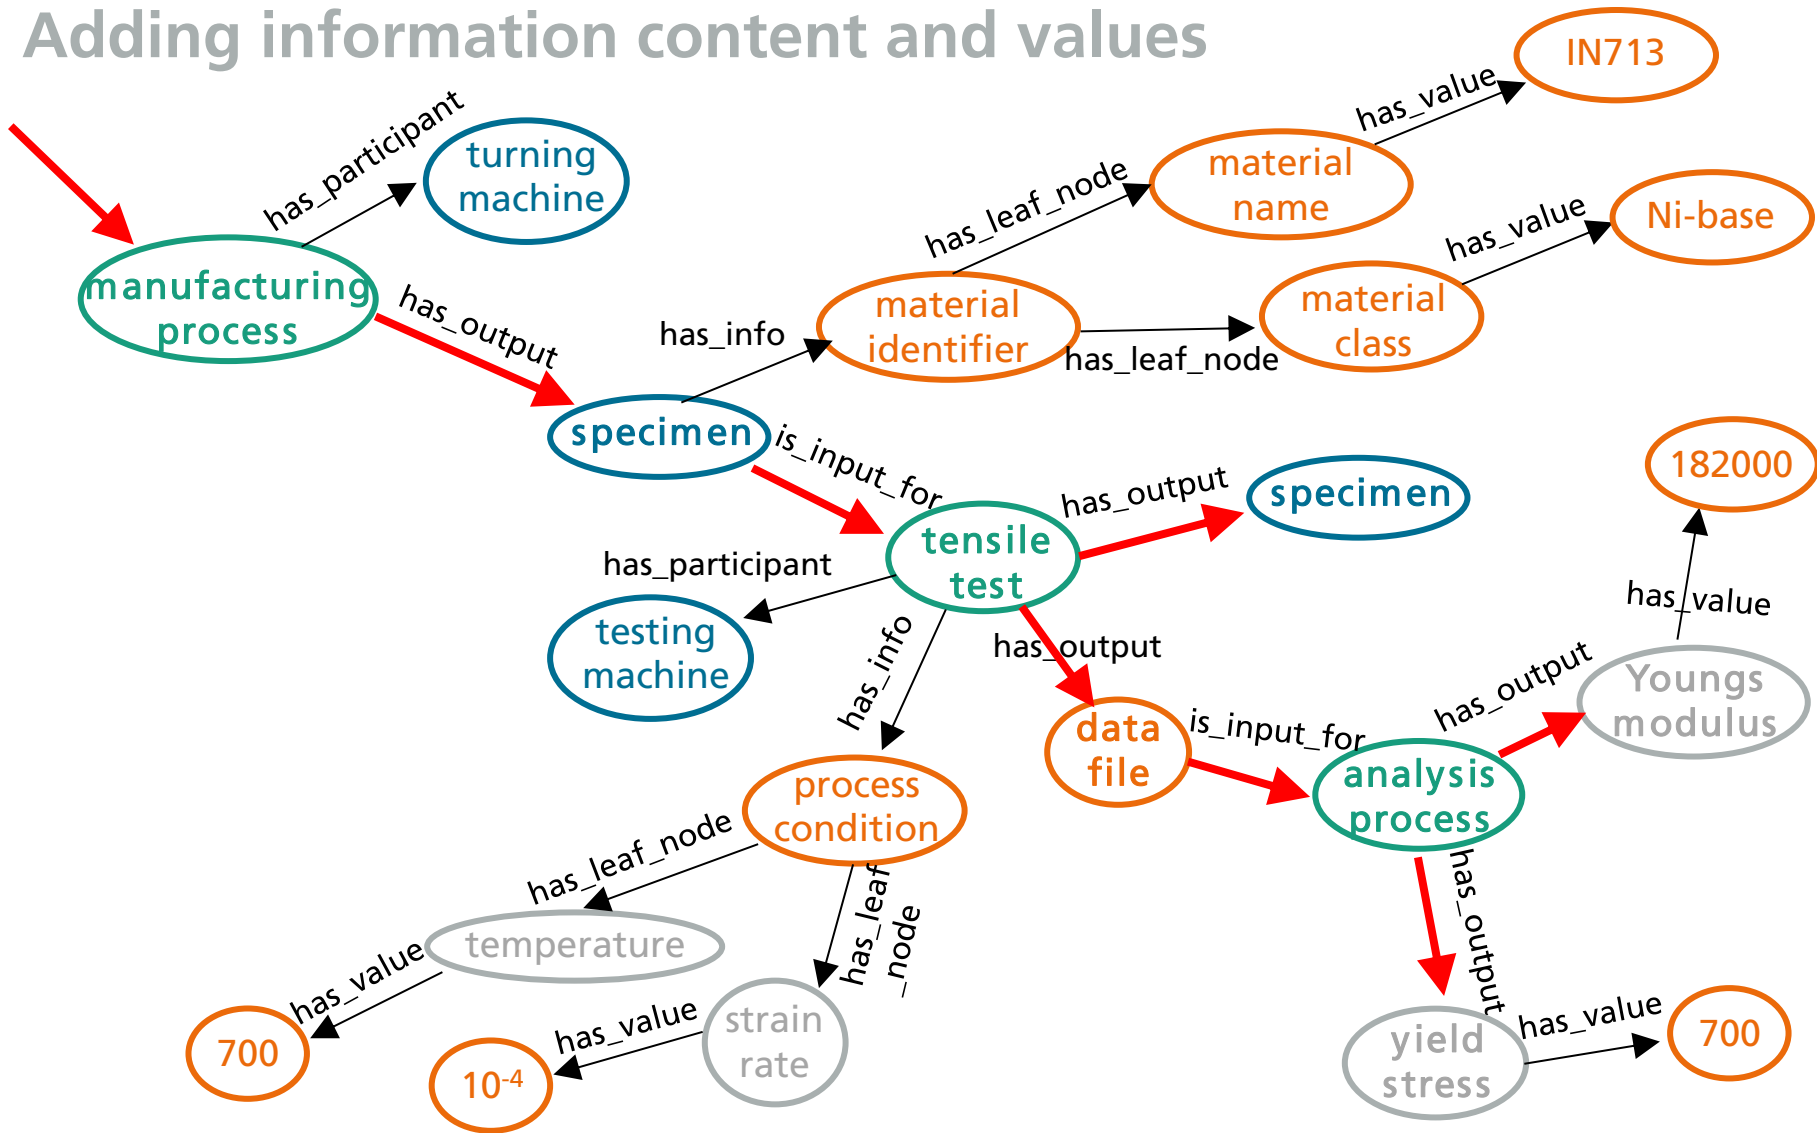 Adding information content and values
IN713
has_value
has_participant
turning
machine
material
name
has_leaf_node
Ni-base
has_value
manufacturing
process
has_output
material
identifier
has_info
material
class
has_leaf_node
specimen
is_input_for
182000
has_output
specimen
tensile
test
has_participant
testing
machine
has_info
has_output
has_value
Youngs
modulus
has_output
data
file
is_input_for
analysis
process
process
condition
has_leaf_node
has_leaf
_node
has_output
temperature
has_value
700
strain
rate
has_value
10-4
yield
stress
has_value
700